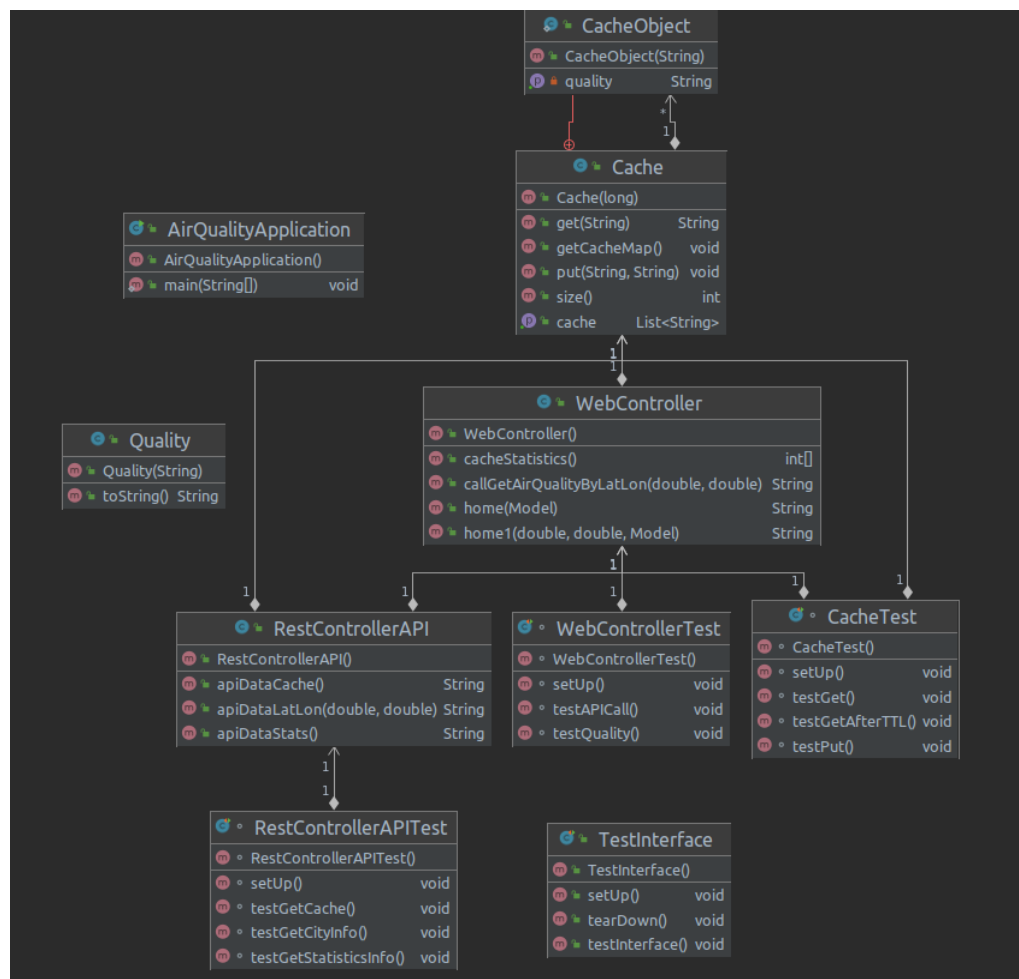 CacheObject
CacheObject(String)
quality String
*
1
Cache
Cache(long)
get(String) String
getCacheMap() void
put(String, String) void
size() int
cache List<String>
AirQualityApplication
AirQualityApplication()
main(String[]) void
1
1
WebController
WebController()
cacheStatistics() int[]
callGetAirQualityByLatLon(double, double) String
home(Model) String
home1(double, double, Model) String
Quality
Quality(String)
toString() String
1
1
1
1
1
1
RestControllerAPI
RestControllerAPI()
apiDataCache() String
apiDataLatLon(double, double) String
apiDataStats() String
WebControllerTest
WebControllerTest()
setUp() void
testAPICall() void
testQuality() void
CacheTest
CacheTest()
setUp() void
testGet() void
testGetAfterTTL() void
testPut() void
1
1
RestControllerAPITest
RestControllerAPITest()
setUp() void
testGetCache() void
testGetCityInfo() void
testGetStatisticsInfo() void
TestInterface
TestInterface()
setUp() void
tearDown() void
testInterface() void